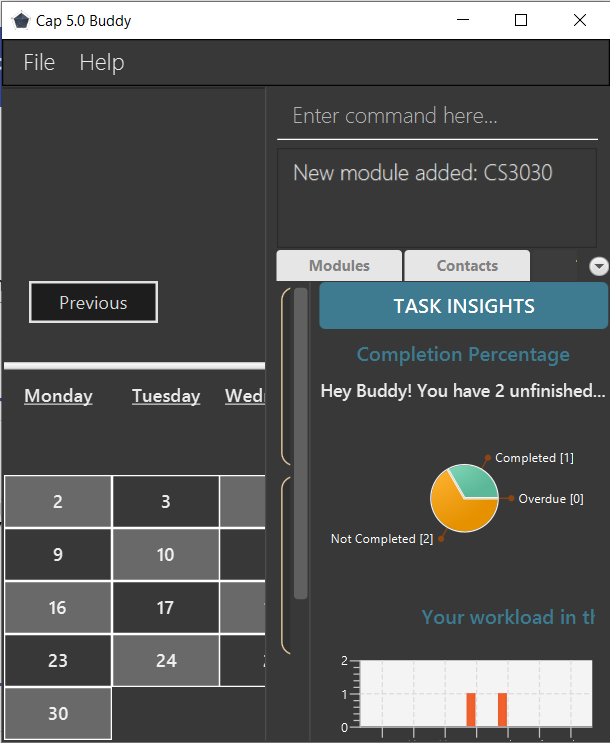 Cap 5.0 Buddy
File Help
Enter command here...
New module added: CS3030
Modules Contacts
Previous
TASK INSIGHTS
Completion Percentage
Hey Buddy! You have 2 unfinished...
Completed [1]
Overdue [0]
Not Completed [2]
Monday Tuesday Wedn
2 3
9 10
16 17
23 24
30
Your workload in th
2
1
0